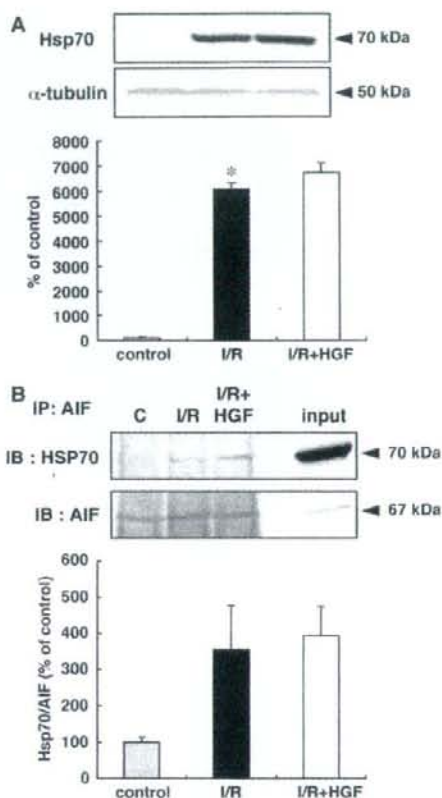 A
Hsp70
◄ 70 kDa
α-tubulin
◄ 50 kDa
8000
7000
6000
5000
4000
3000
2000
1000
0
% of control
*
control I/R I/R+HGF
B
IP: AIF
C I/R I/R+
HGF input
IB : HSP70
◄ 70 kDa
IB : AIF
◄ 67 kDa
600
500
400
300
200
100
0
Hsp70/AIF (% of control)
control I/R I/R+HGF